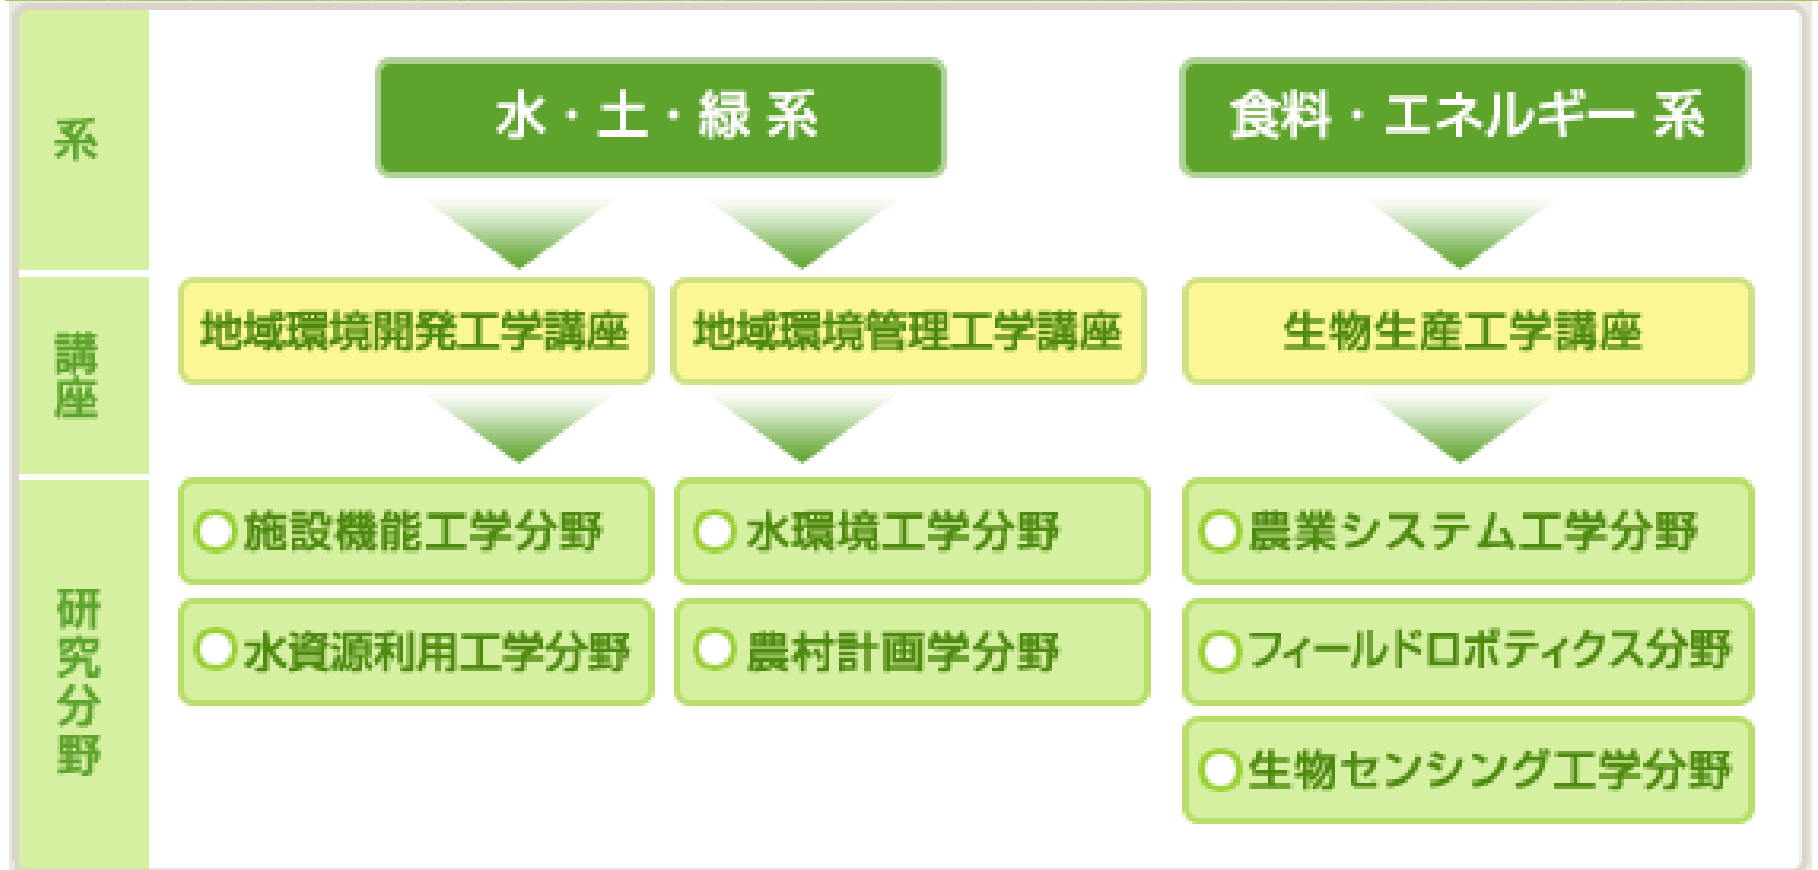 系
水・土・緑 系
食料・エネルギー 系
講座
地域環境開発工学講座
地域環境管理工学講座
生物生産工学講座
研究分野
施設機能工学分野
水環境工学分野
農業システム工学分野
水資源利用工学分野
農村計画学分野
フィールドロボティクス分野
生物センシング工学分野